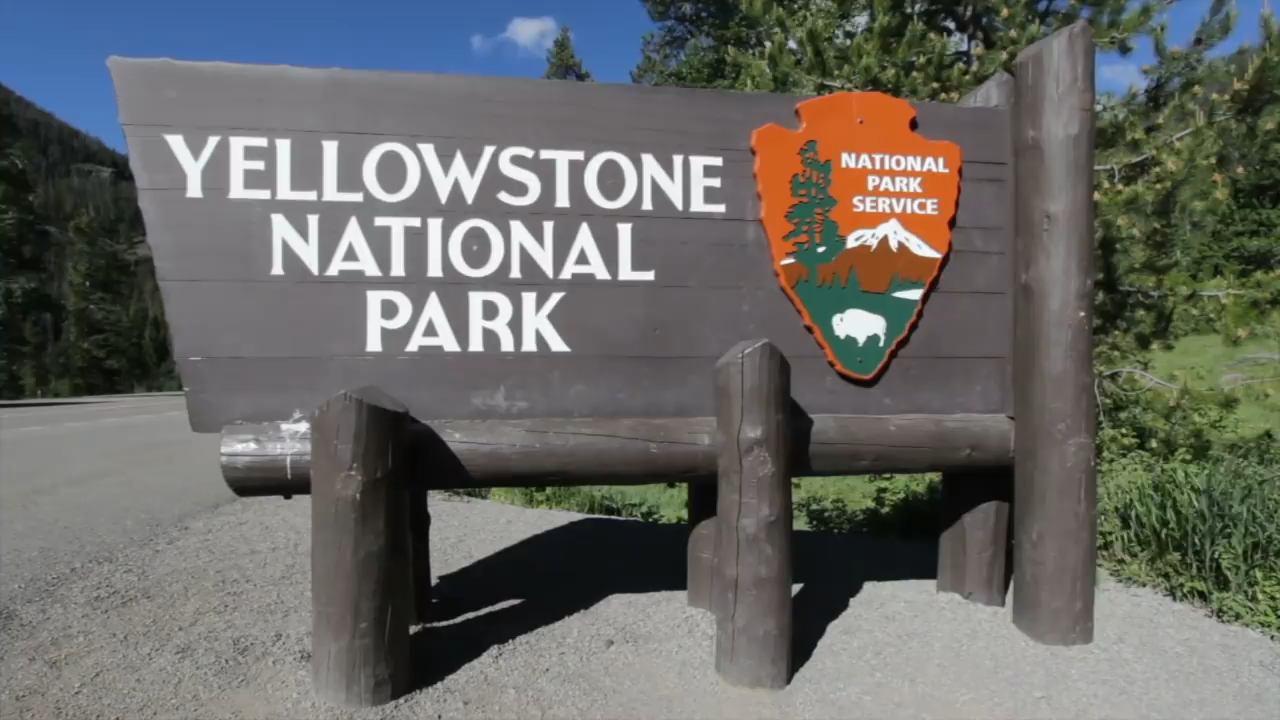 YELLOWSTONE
NATIONAL
PARK
NATIONAL
PARK
SERVICE